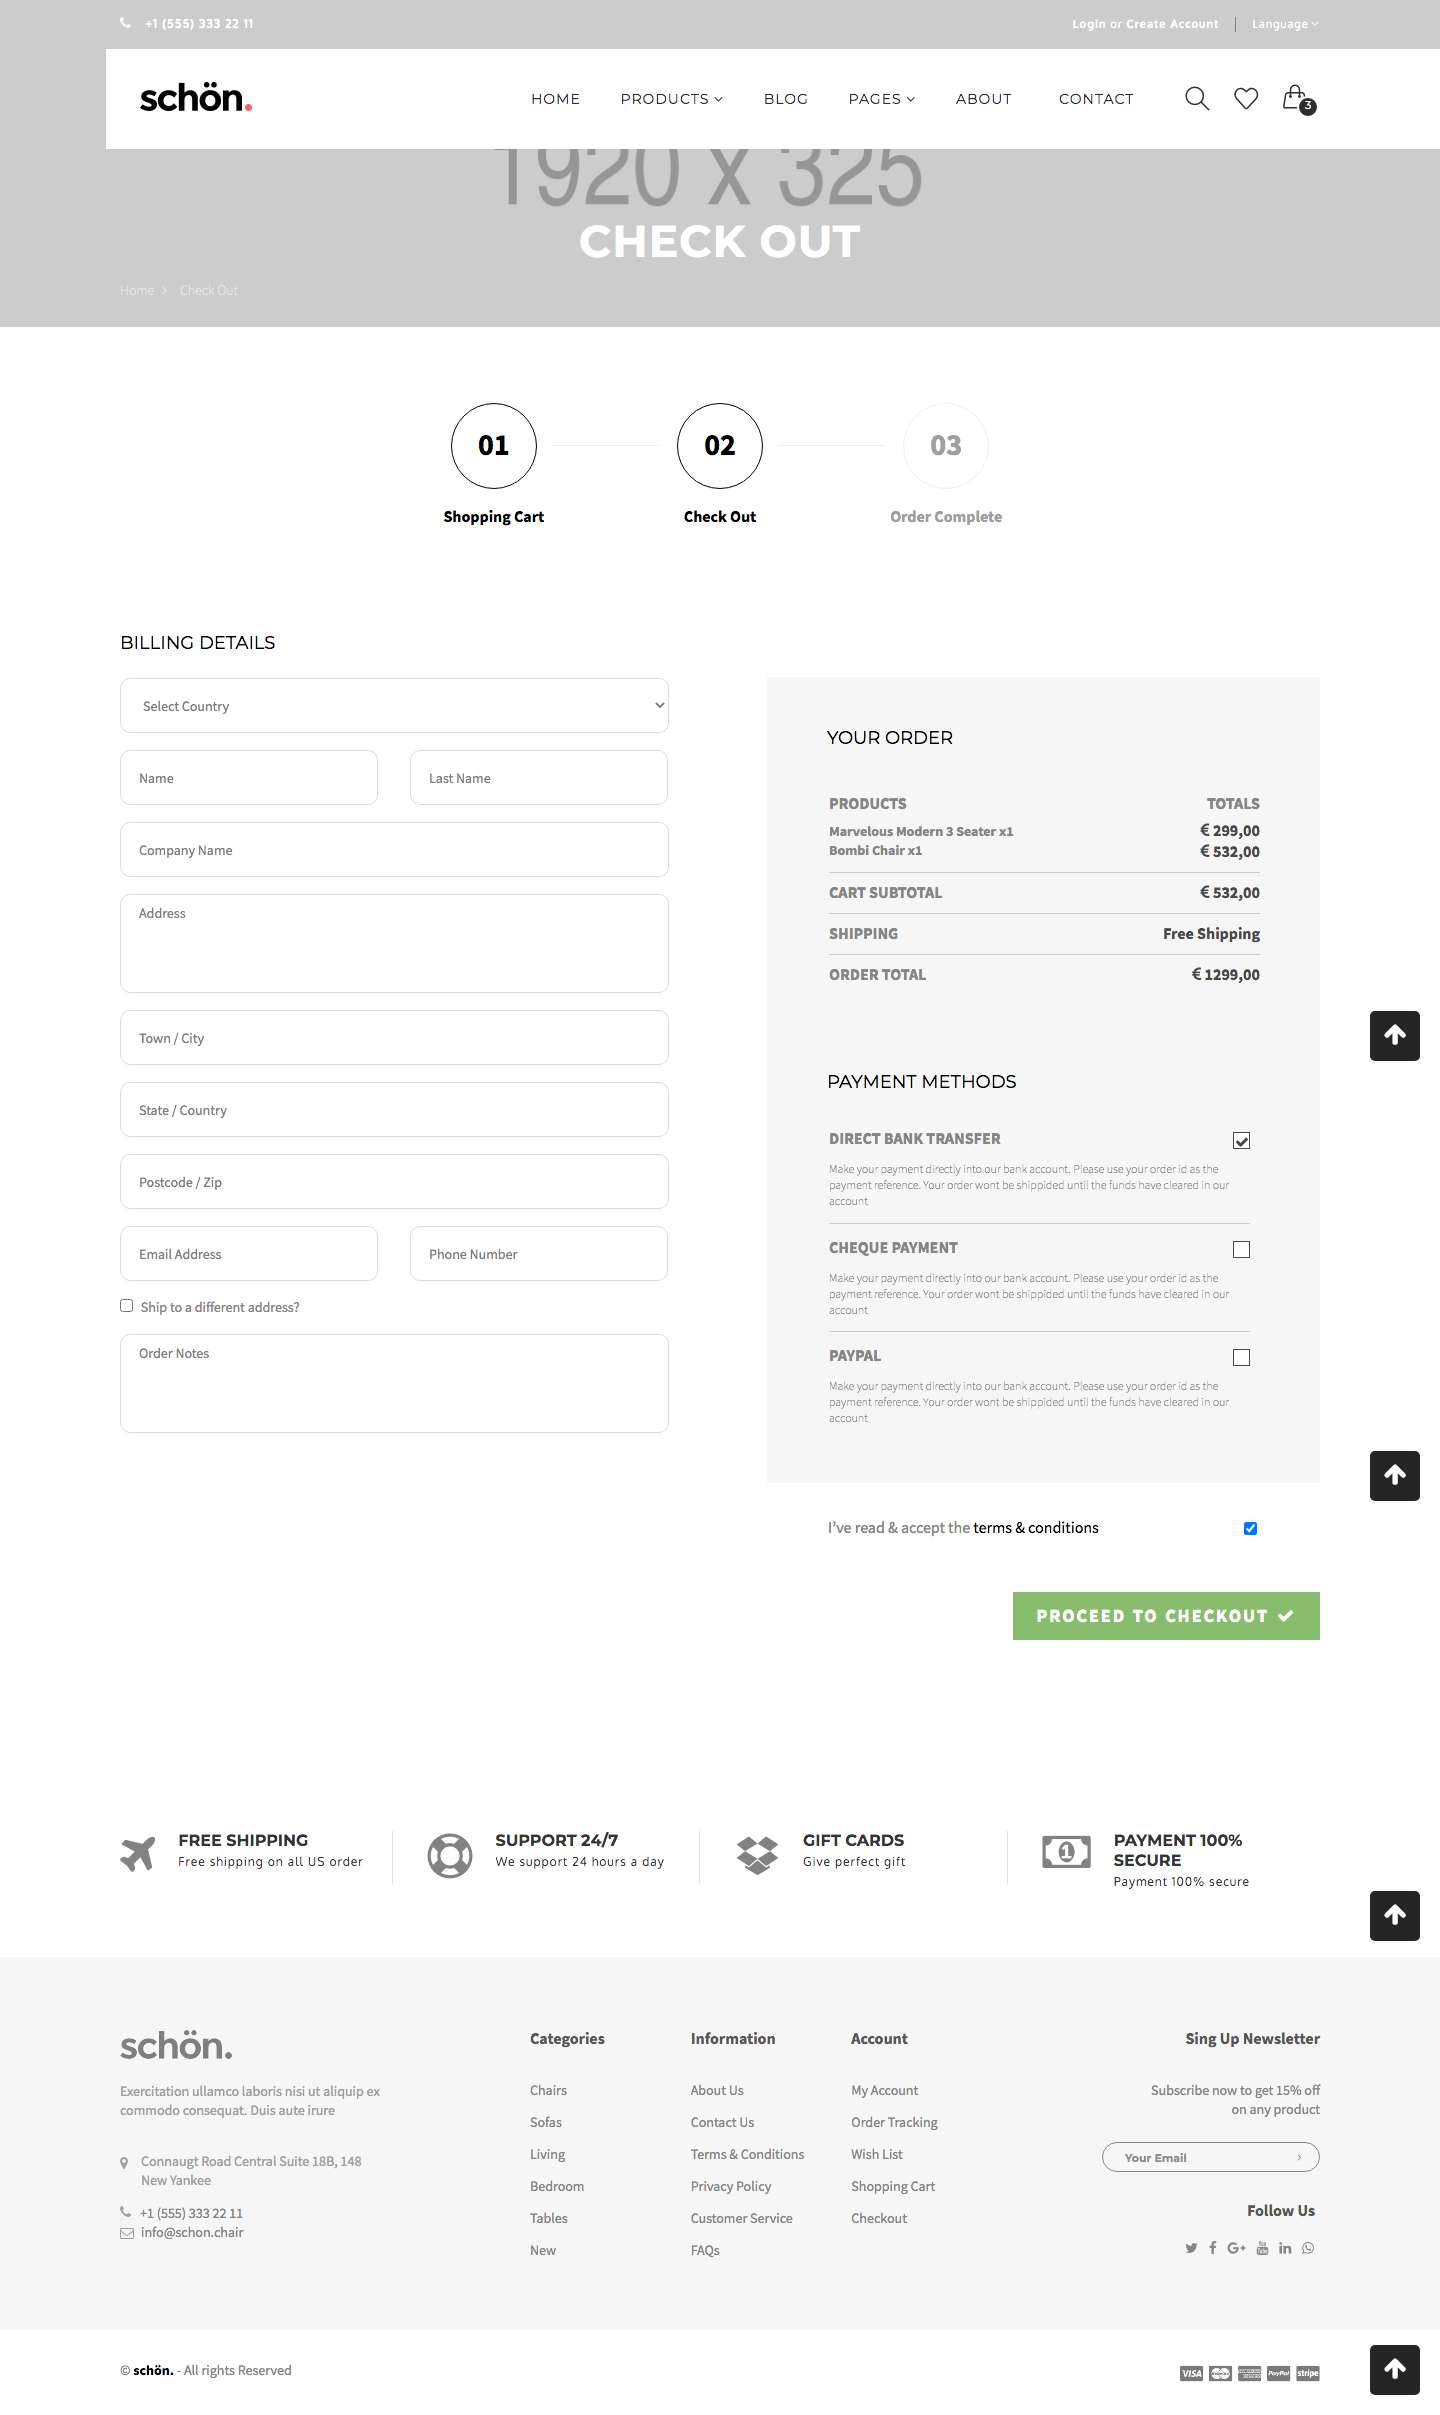 +1 (555) 333 22 11
Login or Create Account
Language
schön.
HOME
PRODUCTS
BLOG
PAGES
ABOUT
CONTACT
3
1920 x 325
CHECK OUT
Home
Check Out
01
02
03
Shopping Cart
Check Out
Order Complete
BILLING DETAILS
Select Country
Name
Last Name
Company Name
Address
Town / City
State / Country
Postcode / Zip
Email Address
Phone Number
Ship to a different address?
Order Notes
YOUR ORDER
PRODUCTS TOTALS
Marvelous Modern 3 Seater x1 € 299,00
Bombi Chair x1 € 532,00
CART SUBTOTAL € 532,00
SHIPPING Free Shipping
ORDER TOTAL € 1299,00
PAYMENT METHODS
DIRECT BANK TRANSFER
Make your payment directly into our bank account. Please use your order id as the
payment reference. Your order wont be shippided until the funds have cleared in our
account
CHEQUE PAYMENT
Make your payment directly into our bank account. Please use your order id as the
payment reference. Your order wont be shippided until the funds have cleared in our
account
PAYPAL
Make your payment directly into our bank account. Please use your order id as the
payment reference. Your order wont be shippided until the funds have cleared in our
account
I’ve read & accept the terms & conditions
PROCEED TO CHECKOUT
FREE SHIPPING
Free shipping on all US order
SUPPORT 24/7
We support 24 hours a day
GIFT CARDS
Give perfect gift
1
PAYMENT 100%
SECURE
Payment 100% secure
schön.
Exercitation ullamco laboris nisi ut aliquip ex
commodo consequat. Duis aute irure
Connaugt Road Central Suite 18B, 148
New Yankee
+1 (555) 333 22 11
info@schon.chair
Categories
Chairs
Sofas
Living
Bedroom
Tables
New
Information
About Us
Contact Us
Terms & Conditions
Privacy Policy
Customer Service
FAQs
Account
My Account
Order Tracking
Wish List
Shopping Cart
Checkout
Sing Up Newsletter
Subscribe now to get 15% off
on any product
Your Email
Follow Us
© schön. - All rights Reserved
VISA
PayPal
stripe